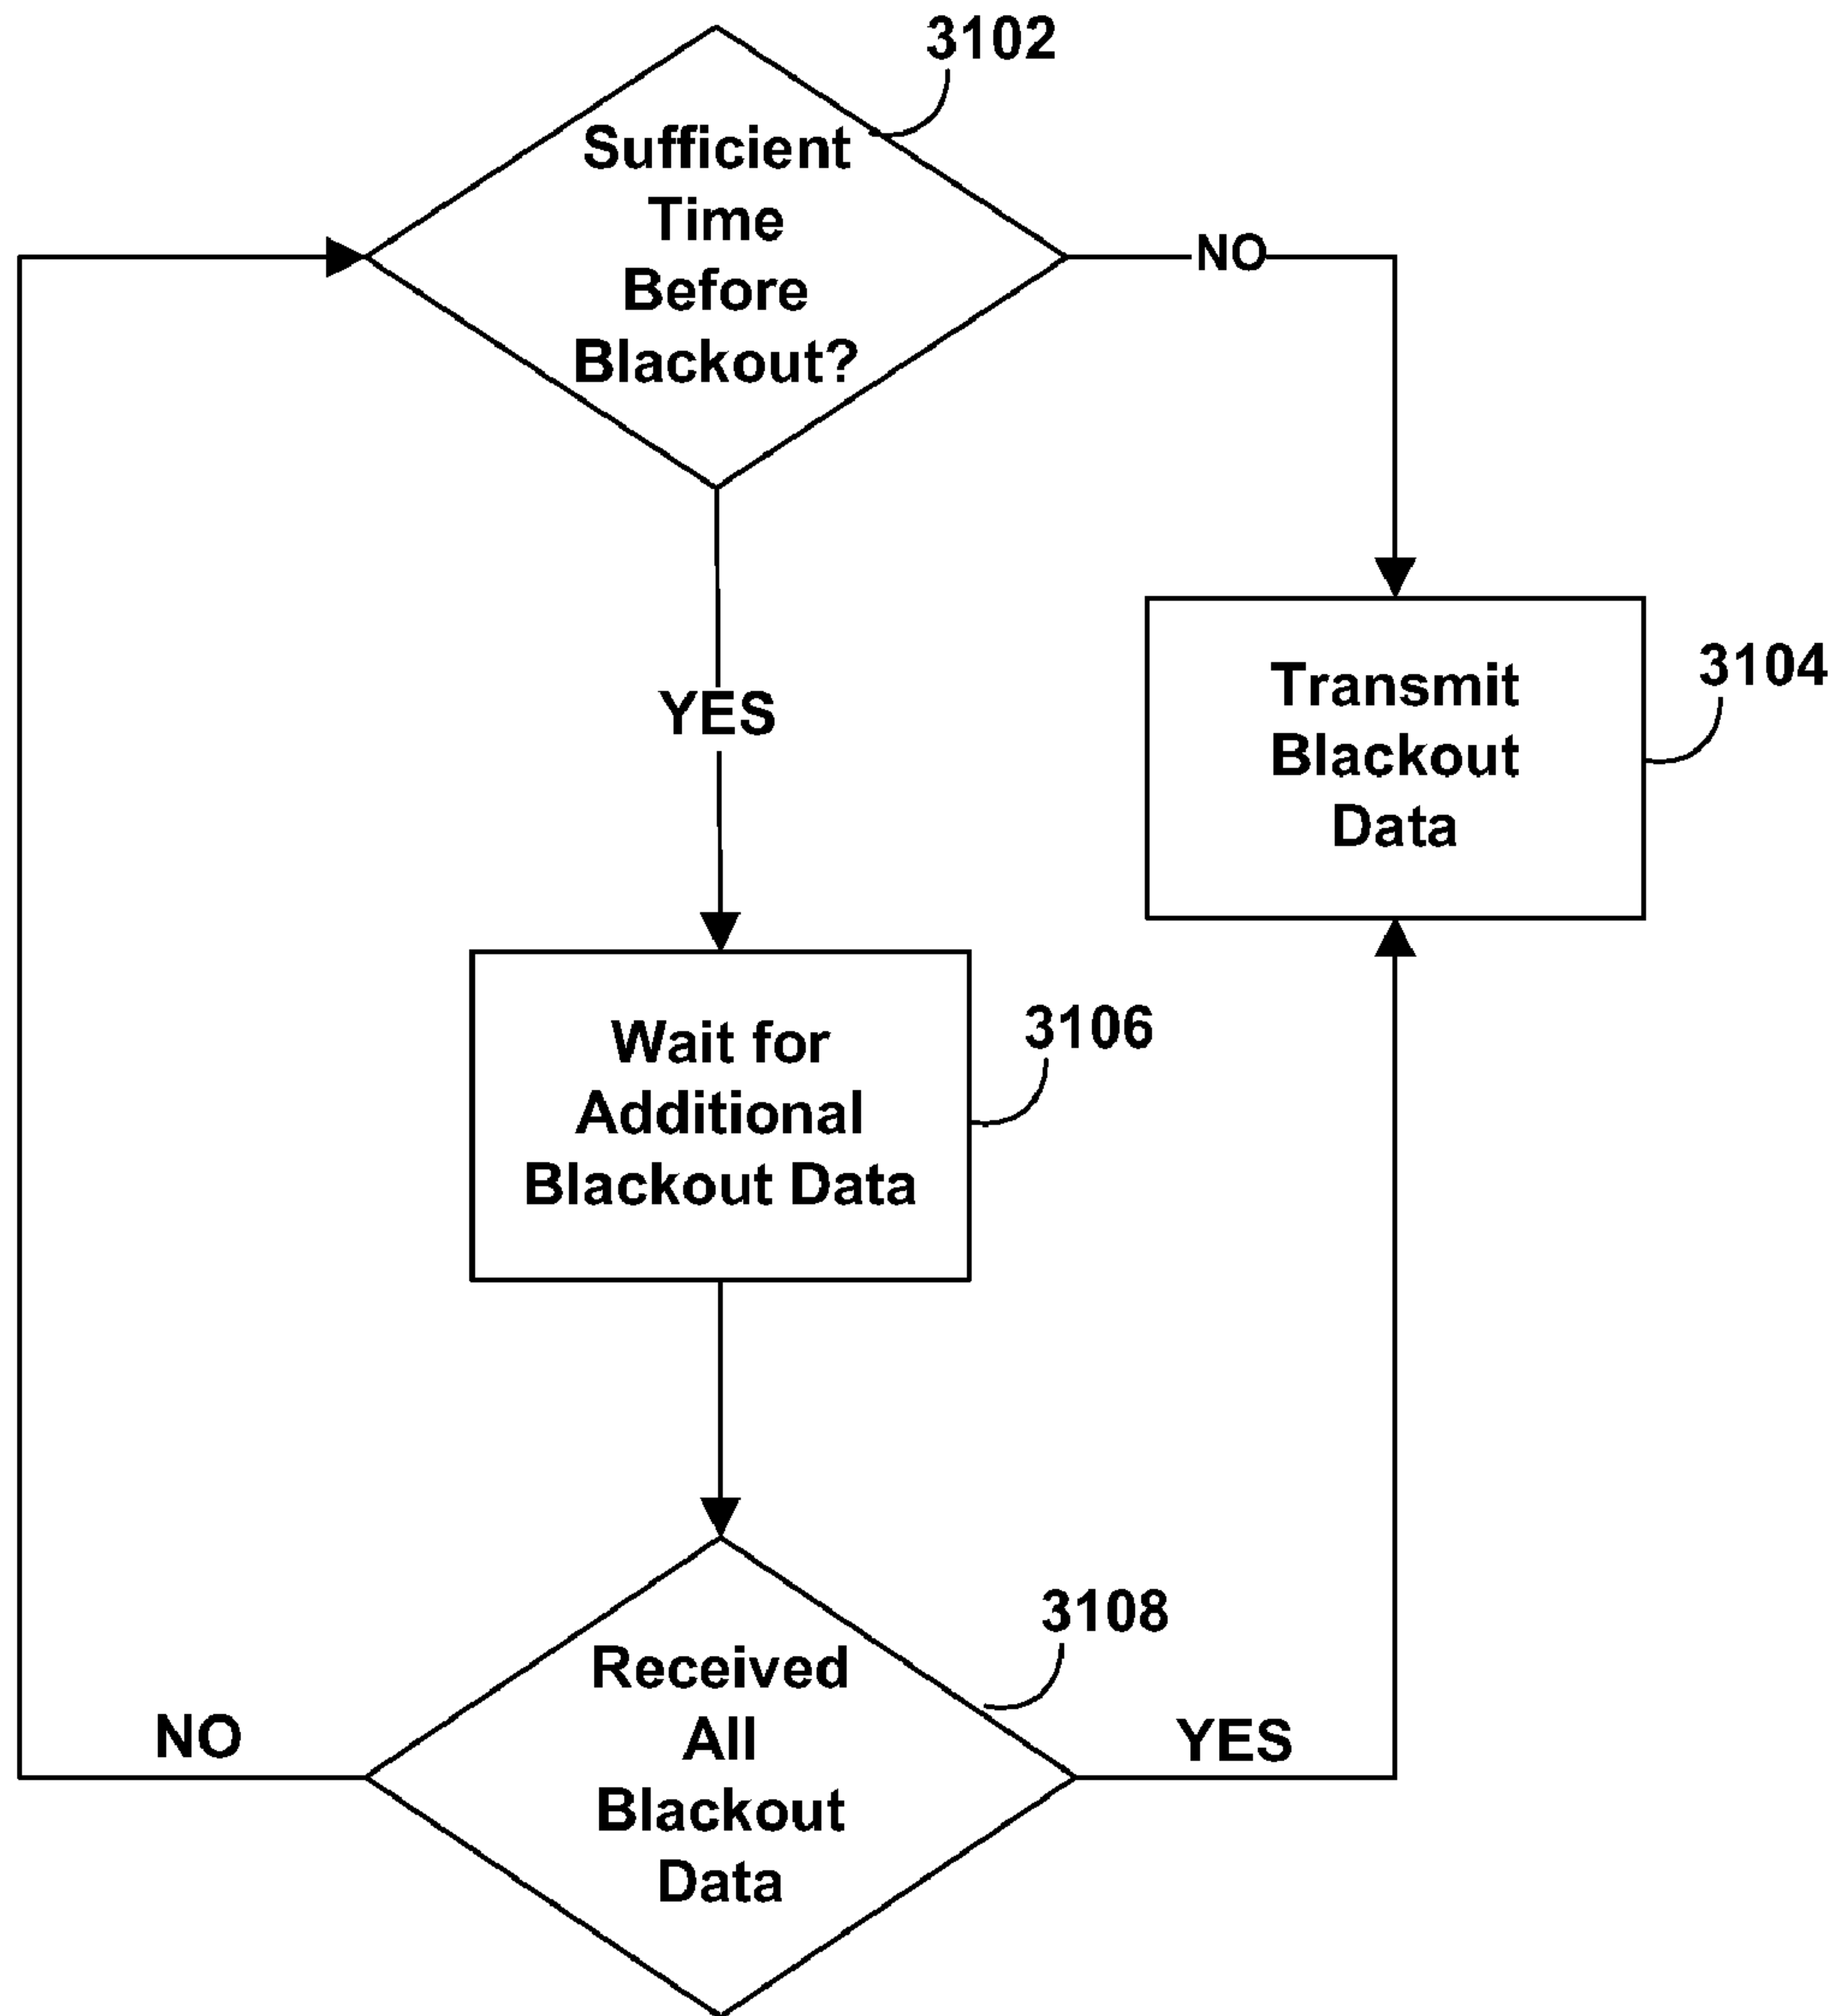 3102
Sufficient
Time
Before
Blackout?
NO
YES
Transmit
Blackout
Data
3104
Wait for
Additional
Blackout Data
3106
3108
Received
All
Blackout
Data
NO
YES